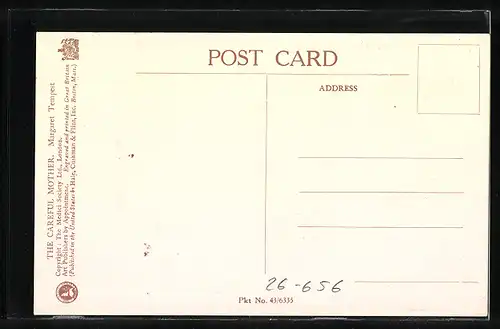 POST CARD
ADDRESS
THE CAREFUL MOTHER. Margaret Tempest
Copyright: The Medici Society Ltd., London.
Art Publishers by Appointment. Engraved and printed in Great Britain
(Published in the United States by Hale, Cushman & Flint, Inc. Boston, Mass.)
26-656
Pkt No. 43/6335